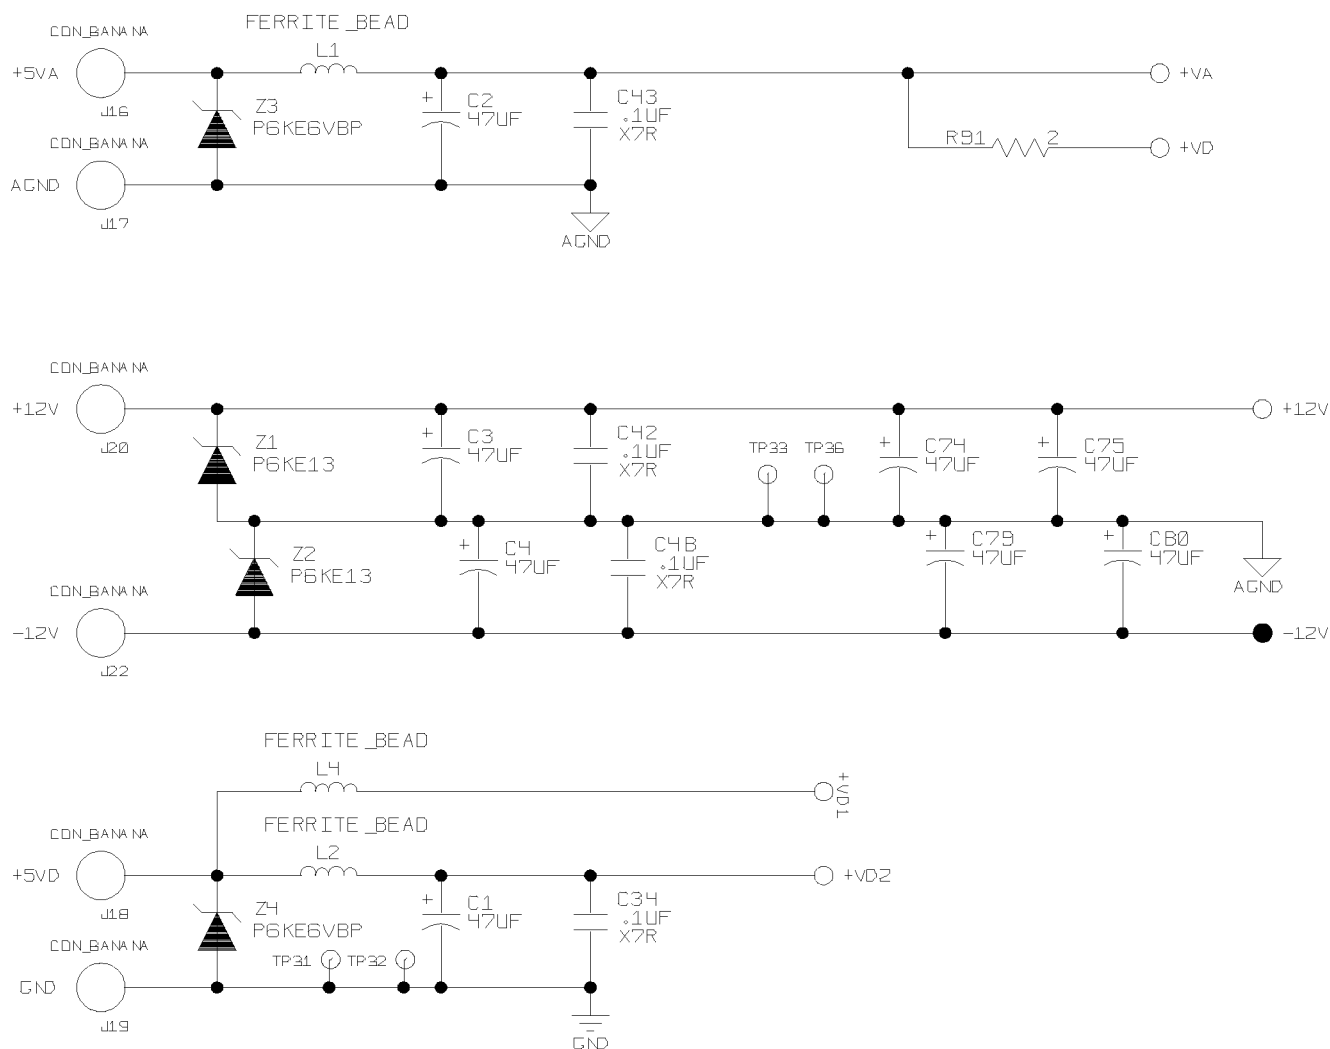 FERRITE_BEAD
CON_BANANA
L1
+5VA
+VA
J16
Z3
P6KE6V8P
+
C2
47UF
C43
.1UF
X7R
CON_BANANA
R91
2
+VD
AGND
J17
AGND
CON_BANANA
+12V
+12V
J20
Z1
P6KE13
+
C3
47UF
C42
.1UF
X7R
TP33
TP36
+
C74
47UF
+
C75
47UF
Z2
P6KE13
+
C4
47UF
C48
.1UF
X7R
+
C79
47UF
+
C80
47UF
AGND
CON_BANANA
-12V
-12V
J22
FERRITE_BEAD
L4
+VD1
FERRITE_BEAD
CON_BANANA
L2
+5VD
+VD2
J18
Z4
P6KE6V8P
+
C1
47UF
C34
.1UF
X7R
CON_BANANA
TP31
TP32
GND
J19
GND